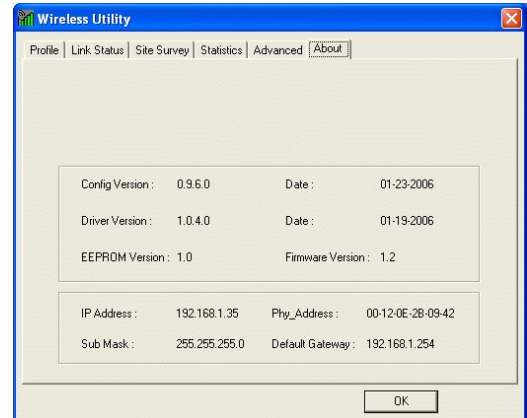 Wireless Utility
Profile Link Status Site Survey Statistics Advanced About
Config Version : 0.9.6.0 Date : 01-23-2006
Driver Version : 1.0.4.0 Date : 01-19-2006
EEPROM Version : 1.0 Firmware Version : 1.2
IP Address : 192.168.1.35 Phy_Address : 00-12-0E-2B-09-42
Sub Mask : 255.255.255.0 Default Gateway : 192.168.1.254
OK